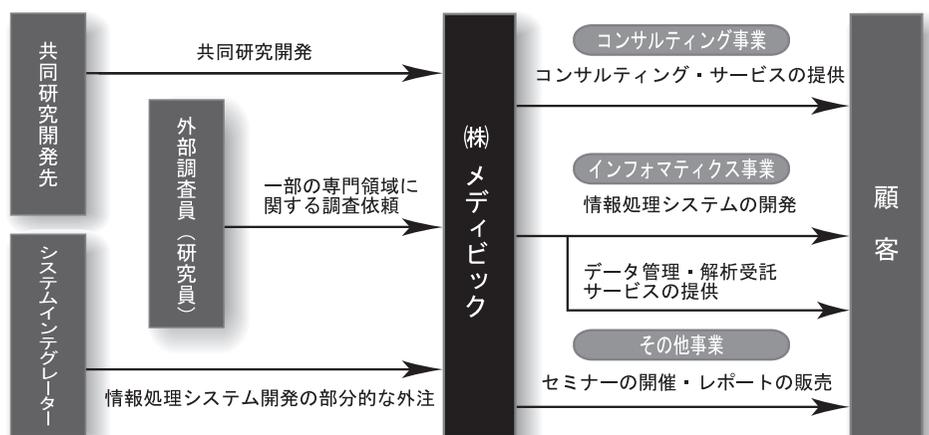 共同研究開発先
共同研究開発
外部調査員（研究員）
一部の専門領域に
関する調査依頼
システムインテグレーター
情報処理システム開発の部分的な外注
㈱メディビック
コンサルティング事業
コンサルティング・サービスの提供
インフォマティクス事業
情報処理システムの開発
データ管理・解析受託
サービスの提供
その他事業
セミナーの開催・レポートの販売
顧客